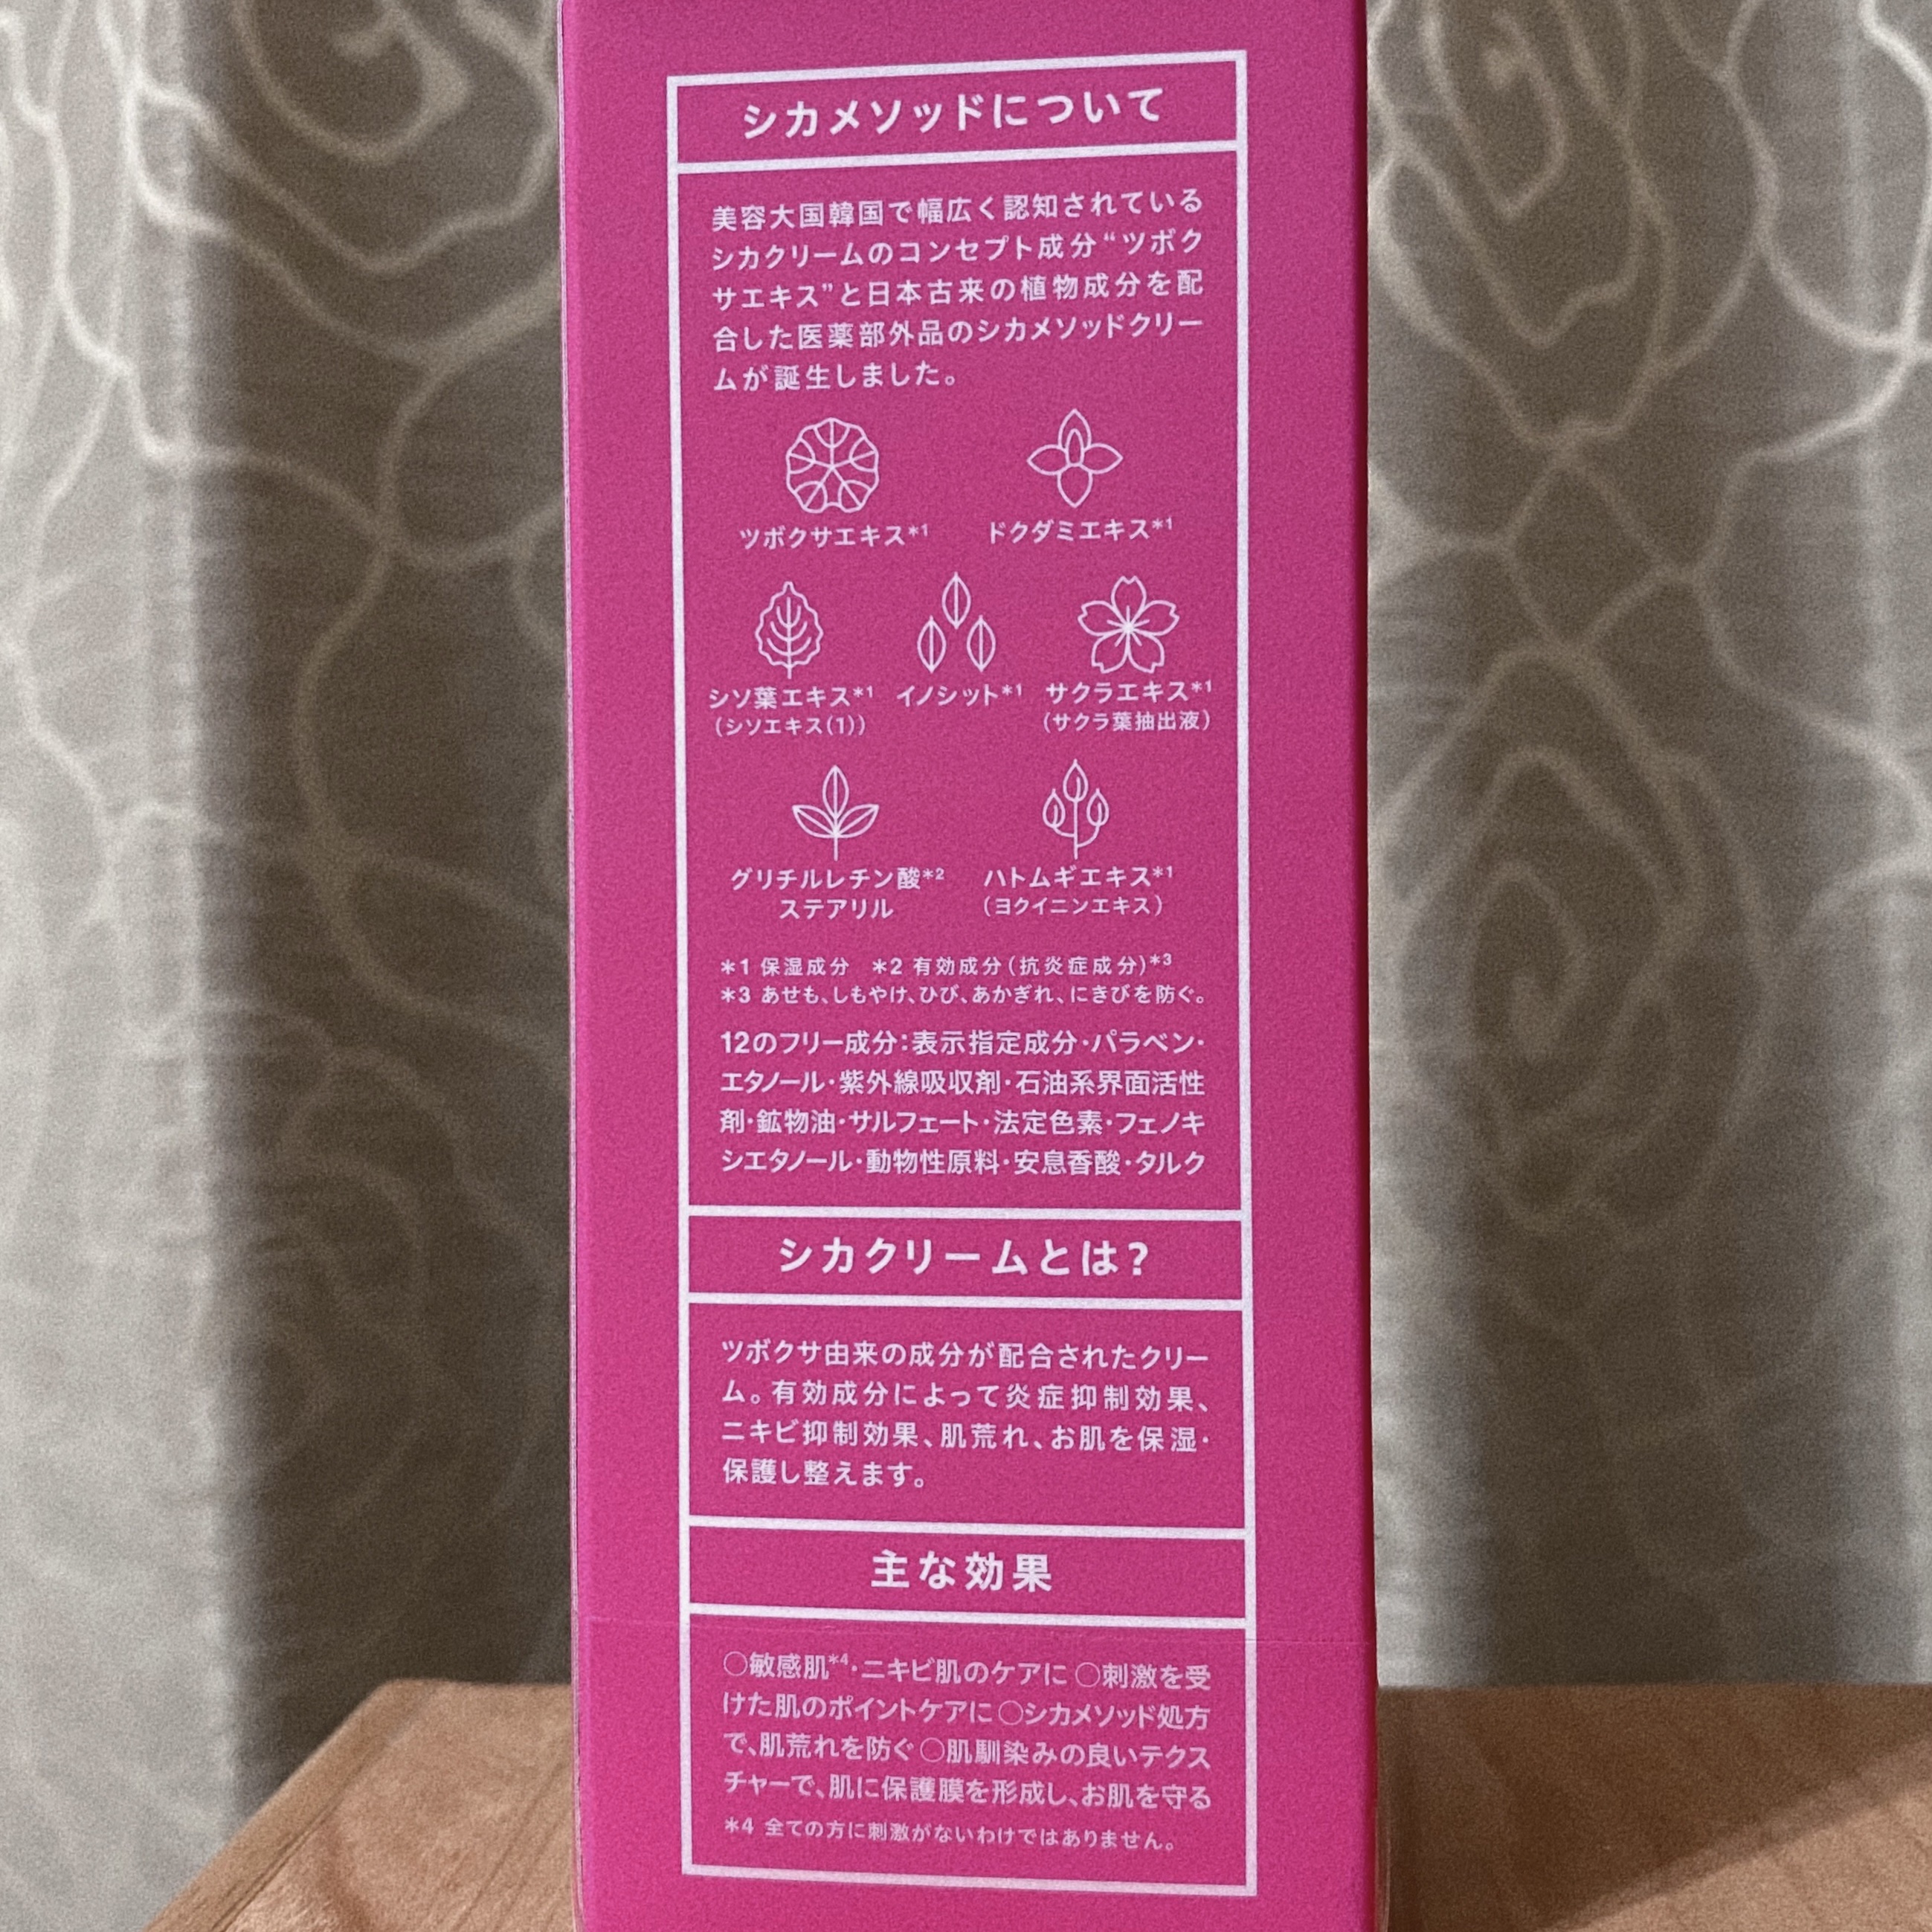 シカメソッドについて
美容大国韓国で幅広く認知されている
シカクリームのコンセプト成分“ツボク
サエキス”と日本古来の植物成分を配
合した医薬部外品のシカメソッドクリー
ムが誕生しました。
ツボクサエキス*1 ドクダミエキス*1
シソ葉エキス*1 イノシット*1 サクラエキス*1
(シソエキス(1)) (サクラ葉抽出液)
グリチルレチン酸*2 ハトムギエキス*1
ステアリル (ヨクイニンエキス)
*1 保湿成分 *2 有効成分(抗炎症成分)*3
*3 あせも、しもやけ、ひび、あかぎれ、にきびを防ぐ。
12のフリー成分:表示指定成分・パラベン・
エタノール・紫外線吸収剤・石油系界面活性
剤・鉱物油・サルフェート・法定色素・フェノキ
シエタノール・動物性原料・安息香酸・タルク
シカクリームとは?
ツボクサ由来の成分が配合されたクリー
ム。有効成分によって炎症抑制効果、
ニキビ抑制効果、肌荒れ、お肌を保湿・
保護し整えます。
主な効果
○敏感肌*4・ニキビ肌のケアに ○刺激を受
けた肌のポイントケアに ○シカメソッド処方
で、肌荒れを防ぐ ○肌馴染みの良いテクス
チャーで、肌に保護膜を形成し、お肌を守る
*4 全ての方に刺激がないわけではありません。